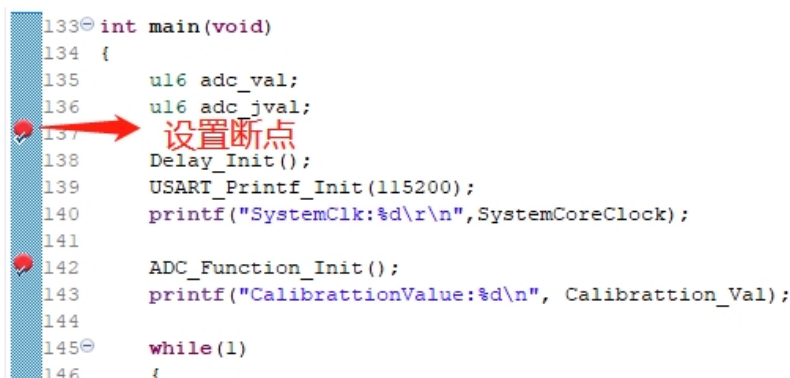 133 int main(void)
134 {
135 u16 adc_val;
136 u16 adc_jval;
137 设置断点
138 Delay_Init();
139 USART_Printf_Init(115200);
140 printf("SystemClk:%d\r\n",SystemCoreClock);
141
142 ADC_Function_Init();
143 printf("CalibrattionValue:%d\n", Calibrattion_Val);
144
145 while(1)
146 {